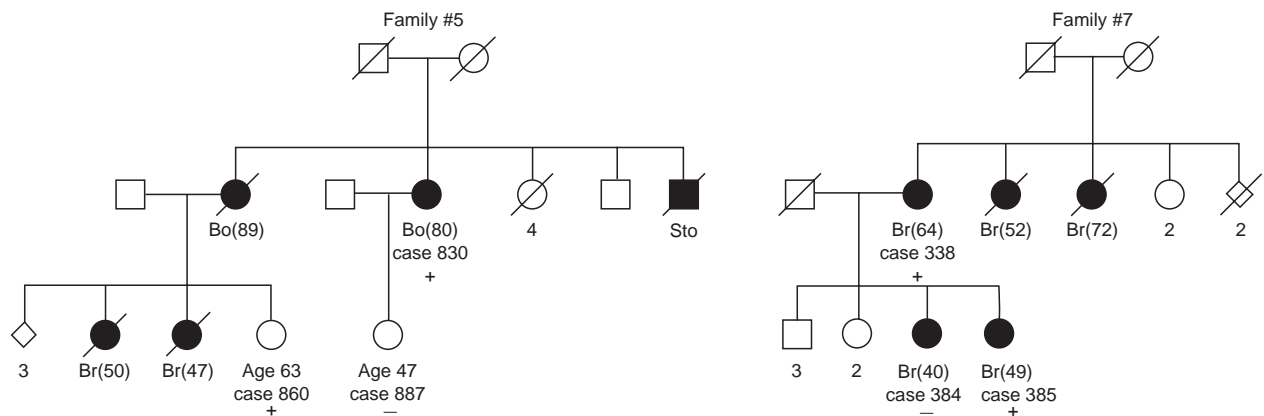 Family #5
Family #7
Bo(89)
Bo(80)
case 830
+
4
Sto
Br(64)
case 338
+
Br(52)
Br(72)
2
2
3
Br(50)
Br(47)
Age 63
case 860
+
Age 47
case 887
–
3
2
Br(40)
case 384
–
Br(49)
case 385
+